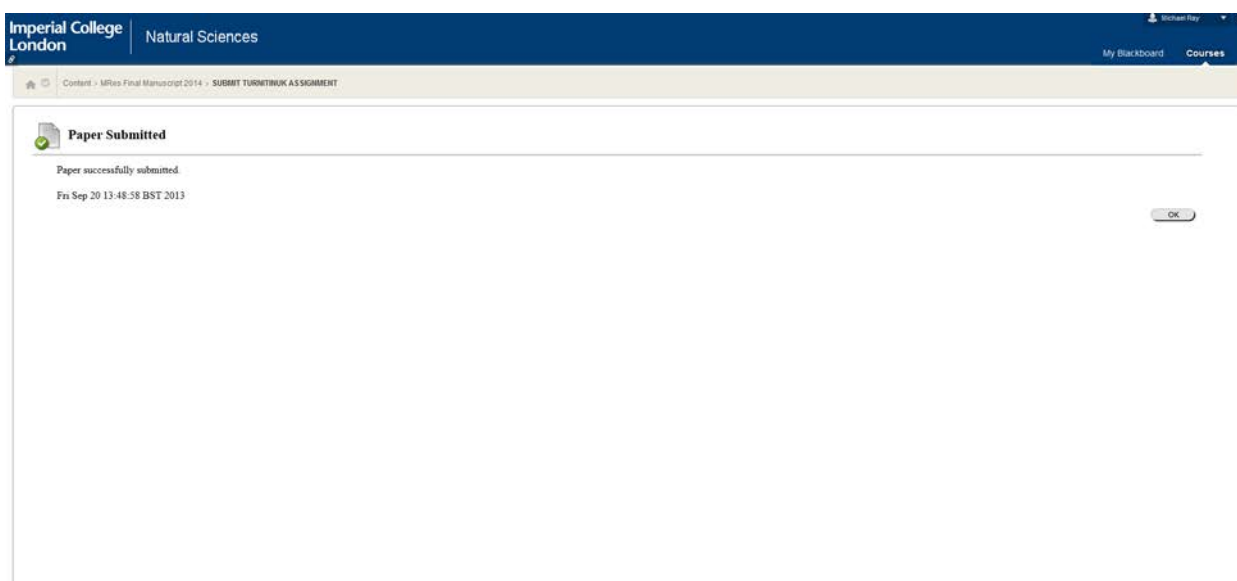 Imperial College
London
Natural Sciences
Michael Ray
My Blackboard Courses
Content > MRes Final Manuscript 2014 > SUBMIT TURNITINUK ASSIGNMENT
Paper Submitted
Paper successfully submitted.
Fri Sep 20 13:48:58 BST 2013
OK